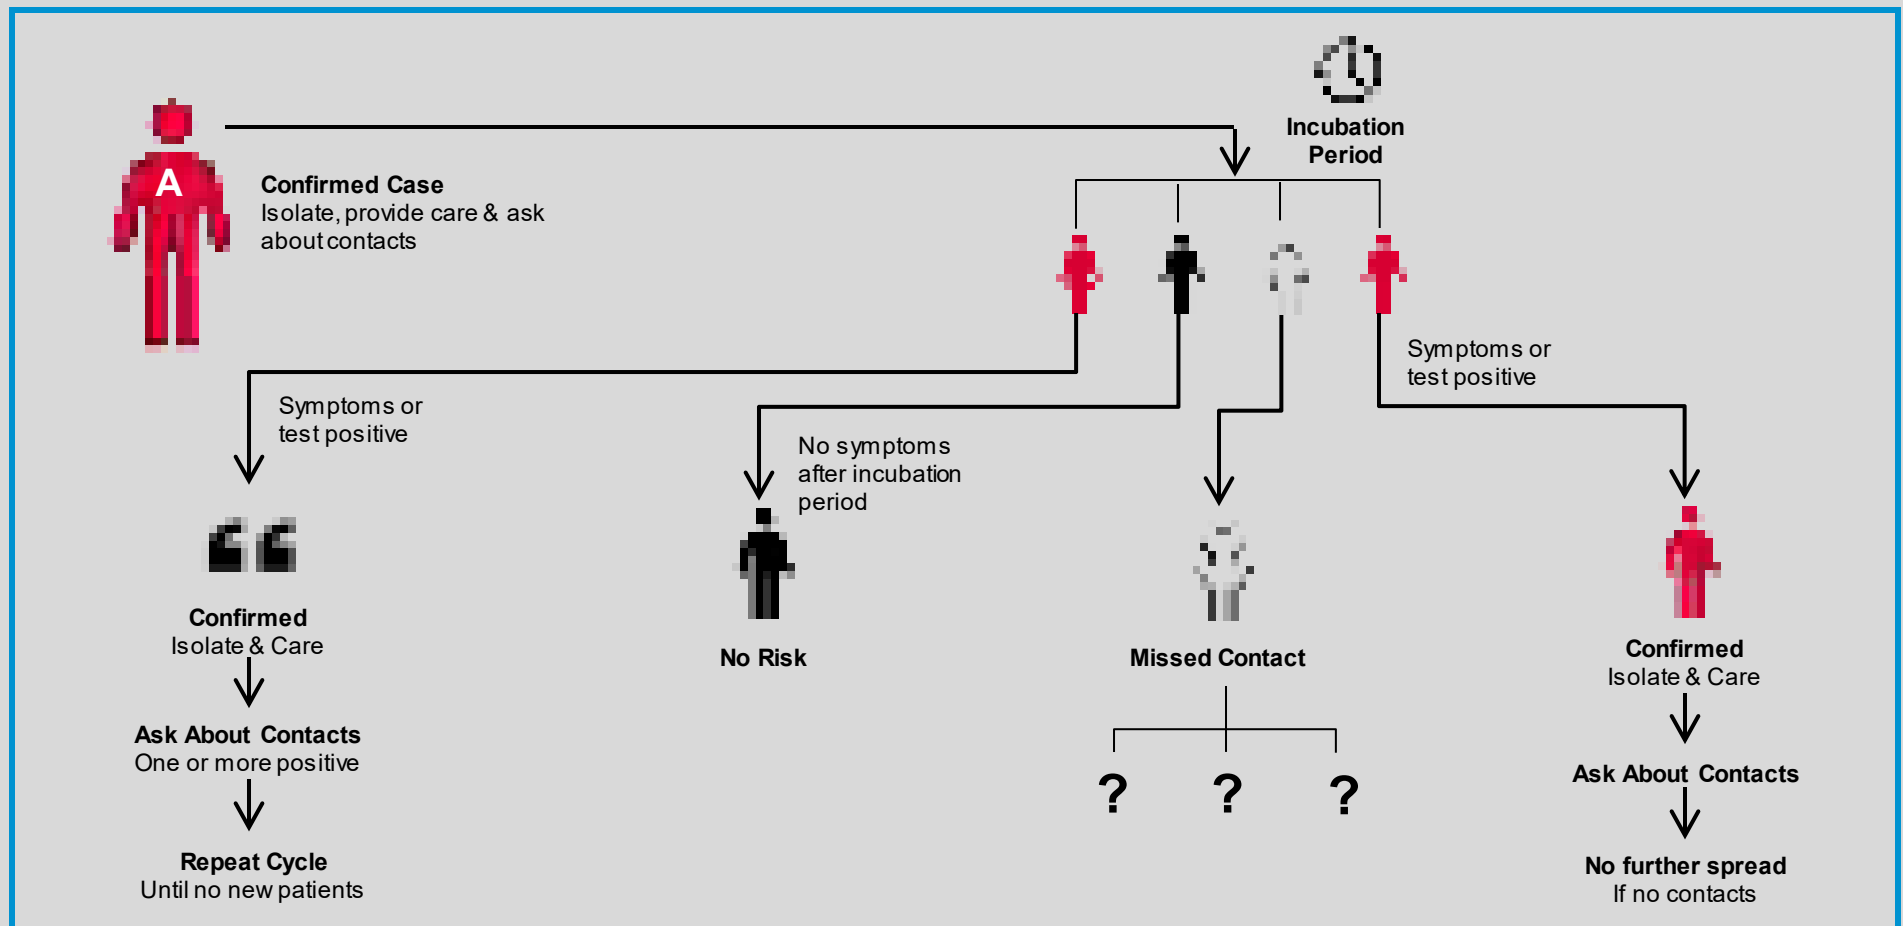 Incubation
Period
A
Confirmed Case
Isolate, provide care & ask
about contacts
Symptoms or
test positive
Symptoms or
test positive
No symptoms
after incubation
period
“
Confirmed
Isolate & Care
Ask About Contacts
One or more positive
Repeat Cycle
Until no new patients
No Risk
Missed Contact
? ? ?
Confirmed
Isolate & Care
Ask About Contacts
No further spread
If no contacts